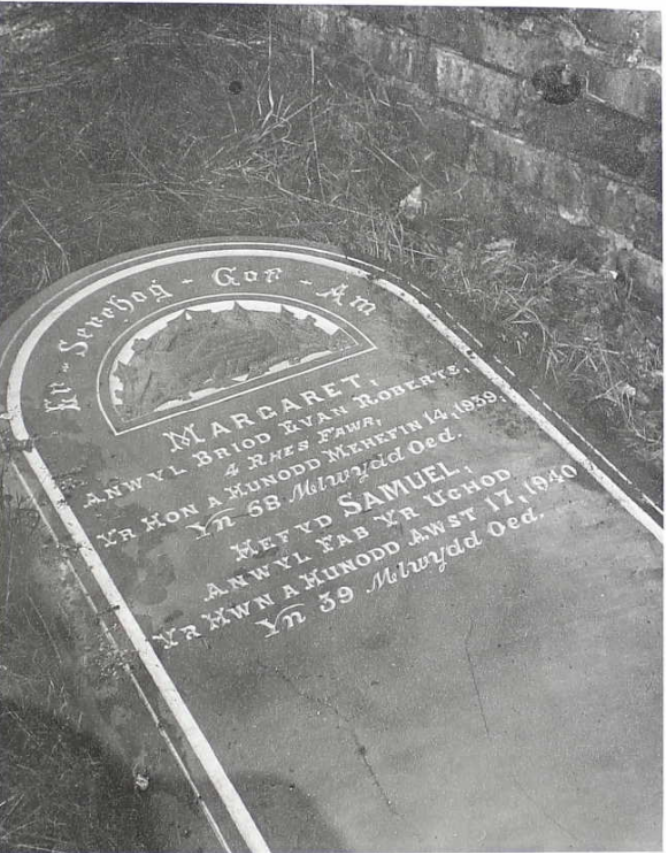 Er - Serchog - Gof - Am
MARGARET,
ANWYL BRIOD EVAN ROBERTS,
4 RHES FAWR,
YR HON A HUNODD MEHEFIN 14, 1939,
Yn 68 Mlwydd Oed.
HEFYD SAMUEL,
ANWYL FAB YR UCHOD
YR HWN A HUNODD AWST 17, 1940
Yn 39 Mlwydd Oed.